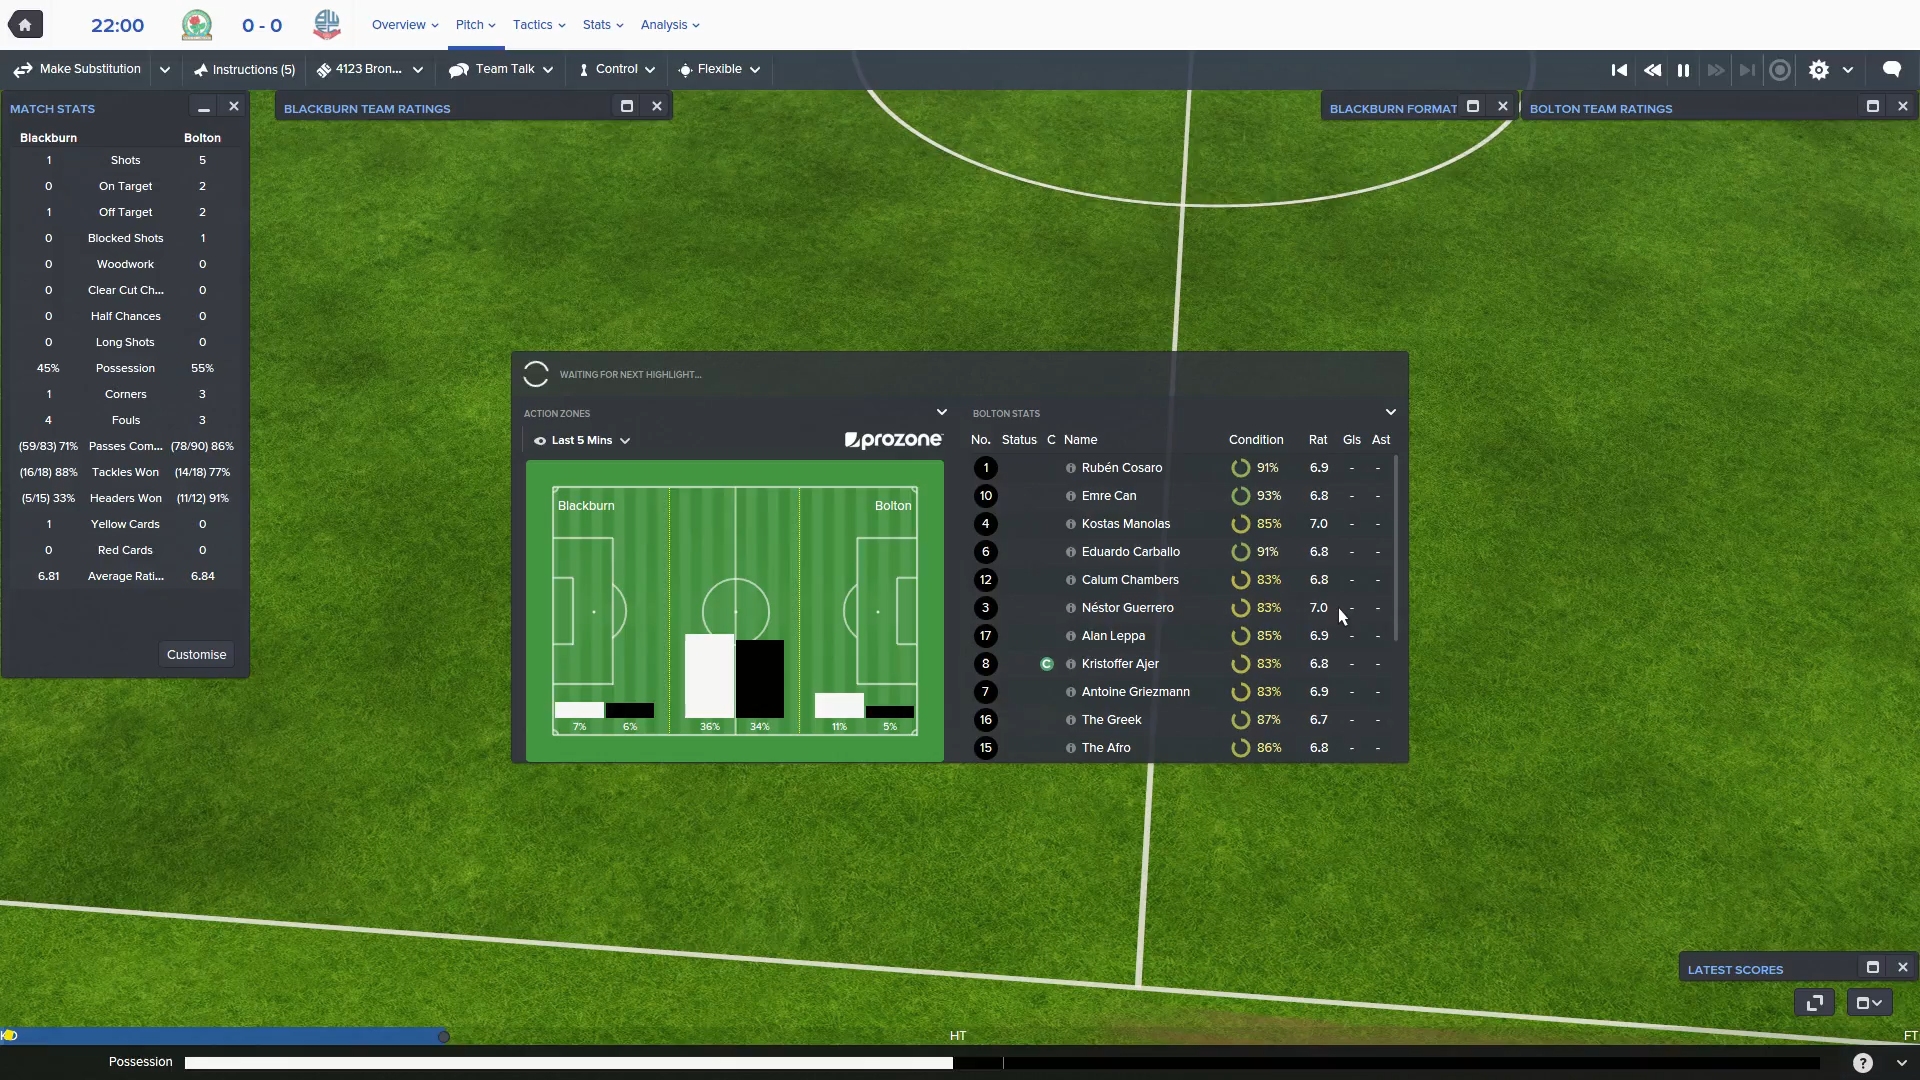 22:00 0 - 0 Overview Pitch Tactics Stats Analysis
Make Substitution Instructions (5) 4123 Bron... Team Talk Control Flexible
MATCH STATS
BLACKBURN TEAM RATINGS
BLACKBURN FORMAT
BOLTON TEAM RATINGS
Blackburn Bolton
1 Shots 5
0 On Target 2
1 Off Target 2
0 Blocked Shots 1
0 Woodwork 0
0 Clear Cut Ch... 0
0 Half Chances 0
0 Long Shots 0
45% Possession 55%
1 Corners 3
4 Fouls 3
(59/83) 71% Passes Com... (78/90) 86%
(16/18) 88% Tackles Won (14/18) 77%
(5/15) 33% Headers Won (11/12) 91%
1 Yellow Cards 0
0 Red Cards 0
6.81 Average Rati... 6.84
Customise
WAITING FOR NEXT HIGHLIGHT...
ACTION ZONES
Last 5 Mins prozone
Blackburn Bolton
7% 6% 36% 34% 11% 5%
BOLTON STATS
No. Status C Name Condition Rat Gls Ast
1 Rubén Cosaro 91% 6.9 - -
10 Emre Can 93% 6.8 - -
4 Kostas Manolas 85% 7.0 - -
6 Eduardo Carballo 91% 6.8 - -
12 Calum Chambers 83% 6.8 - -
3 Néstor Guerrero 83% 7.0 - -
17 Alan Leppa 85% 6.9 - -
8 C Kristoffer Ajer 83% 6.8 - -
7 Antoine Griezmann 83% 6.9 - -
16 The Greek 87% 6.7 - -
15 The Afro 86% 6.8 - -
LATEST SCORES
HT FT
Possession
?